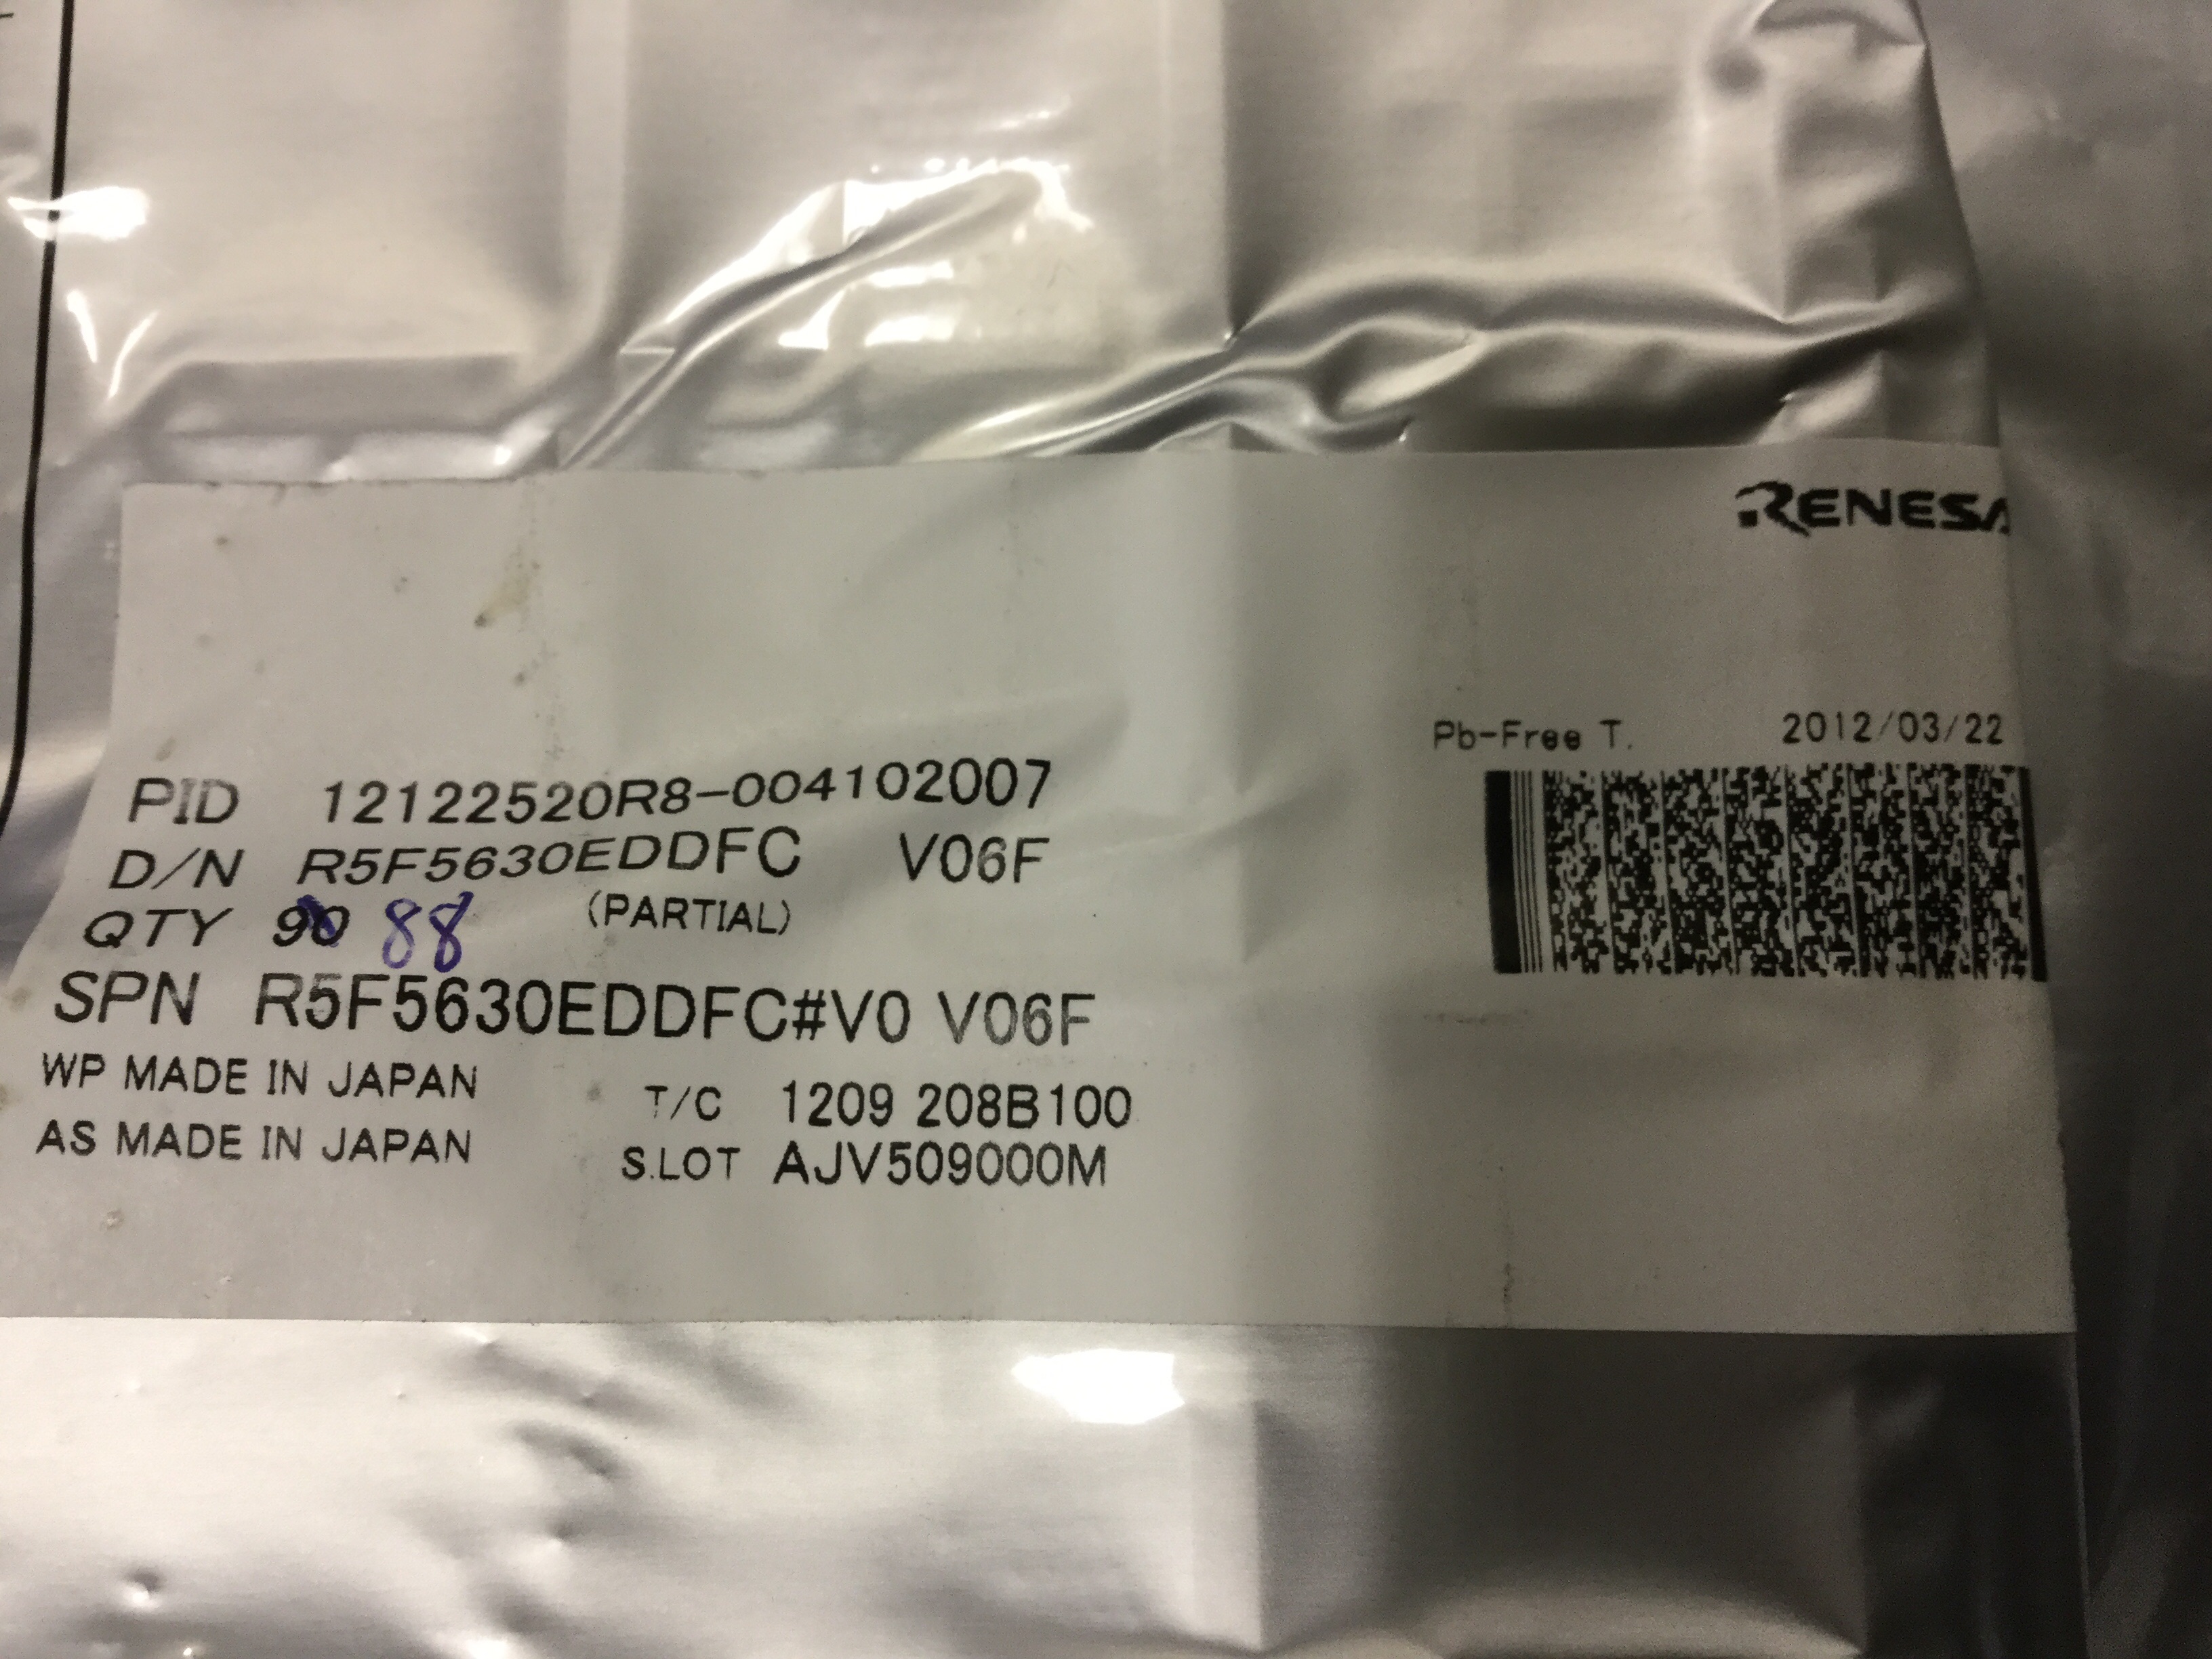 RENESA
Pb-Free T. 2012/03/22
PID 12122520R8-004102007
D/N R5F5630EDDFC V06F
QTY 90 88 (PARTIAL)
SPN R5F5630EDDFC#V0 V06F
WP MADE IN JAPAN
T/C 1209 208B100
AS MADE IN JAPAN
S.LOT AJV509000M